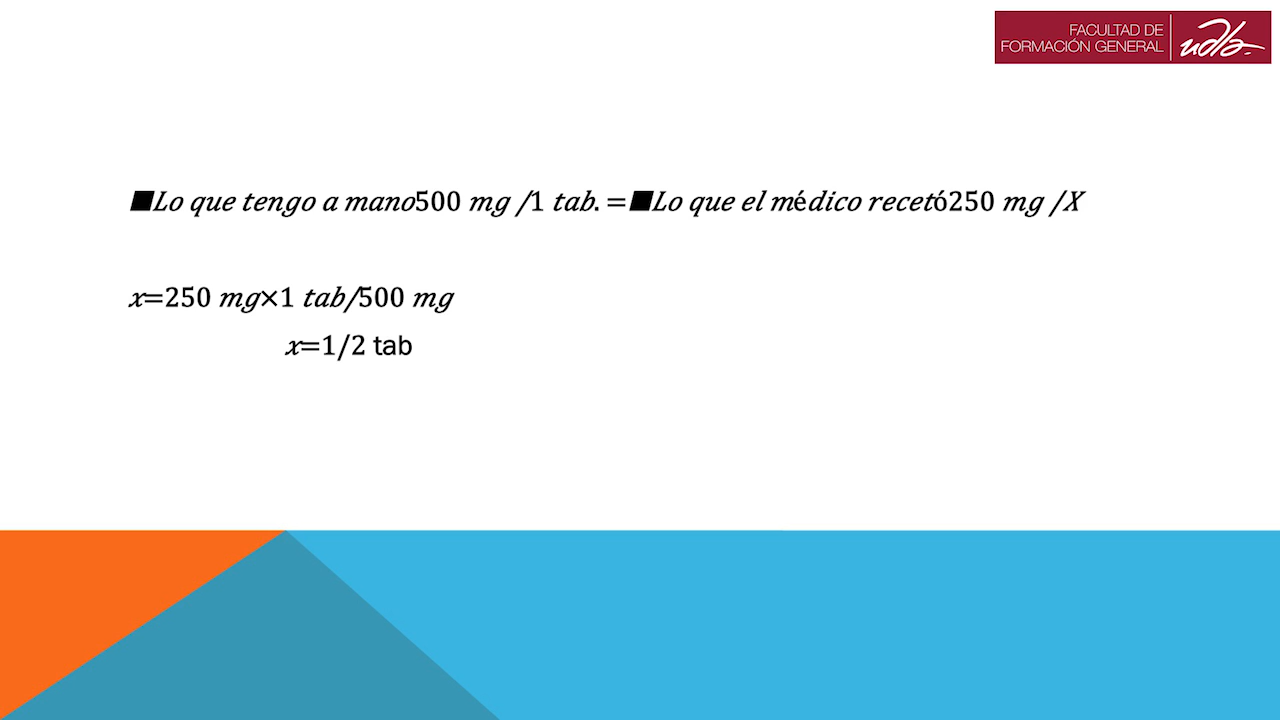 FACULTAD DE
FORMACIÓN GENERAL
udla
■Lo que tengo a mano500 mg /1 tab. =■Lo que el médico recetó250 mg /X
x=250 mg×1 tab/500 mg
x=1/2 tab